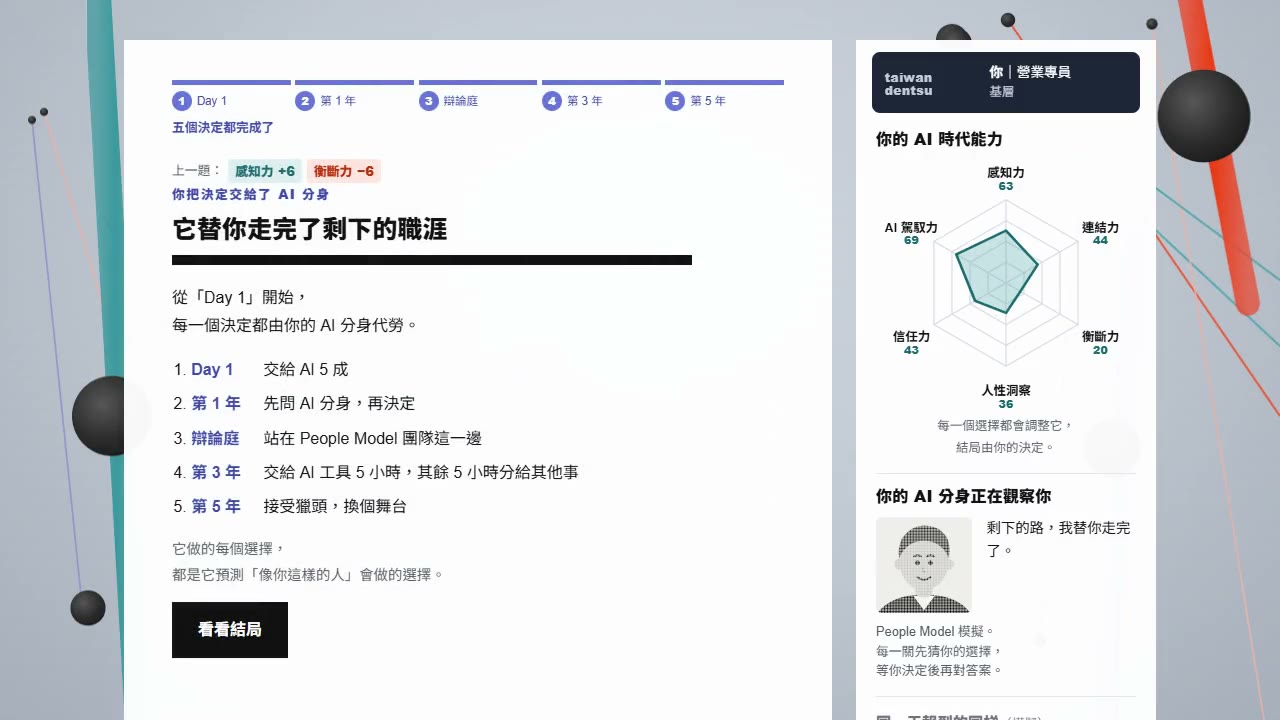 1 Day 1
2 第 1 年
3 辯論庭
4 第 3 年
5 第 5 年
五個決定都完成了
上一題： 感知力 +6 衡斷力 −6
你把決定交給了 AI 分身
它替你走完了剩下的職涯
從「Day 1」開始，
每一個決定都由你的 AI 分身代勞。
1. Day 1 交給 AI 5 成
2. 第 1 年 先問 AI 分身，再決定
3. 辯論庭 站在 People Model 團隊這一邊
4. 第 3 年 交給 AI 工具 5 小時，其餘 5 小時分給其他事
5. 第 5 年 接受獵頭，換個舞台
它做的每個選擇，
都是它預測「像你這樣的人」會做的選擇。
看看結局
taiwan
dentsu
你｜營業專員
基層
你的 AI 時代能力
感知力
63
AI 駕馭力
69
連結力
44
信任力
43
衡斷力
20
人性洞察
36
每一個選擇都會調整它，
結局由你的決定。
你的 AI 分身正在觀察你
剩下的路，我替你走完
了。
People Model 模擬。
每一關先猜你的選擇，
等你決定後再對答案。